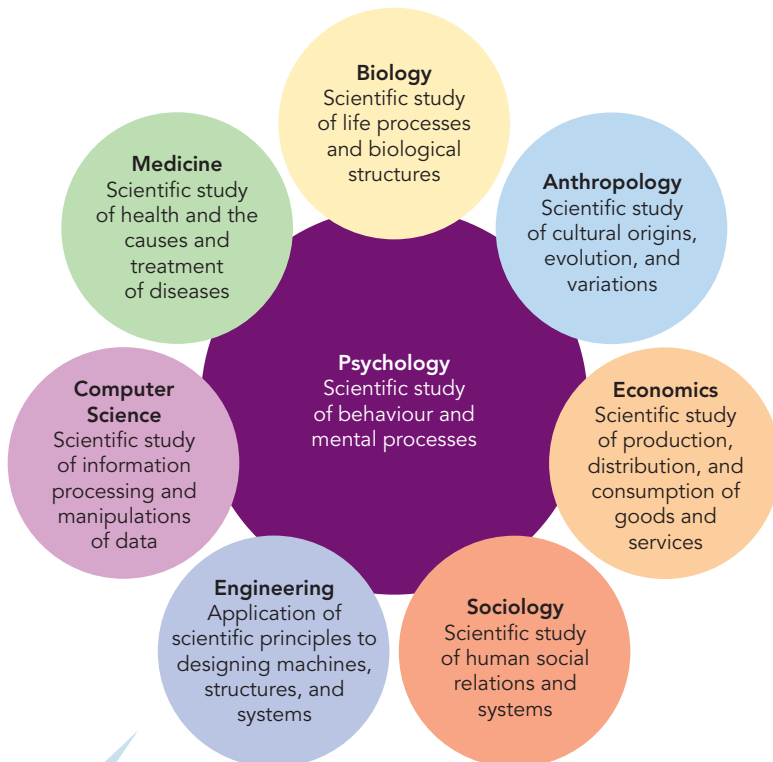 Biology
Scientific study
of life processes
and biological
structures
Anthropology
Scientific study
of cultural origins,
evolution, and
variations
Economics
Scientific study
of production,
distribution, and
consumption of
goods and
services
Sociology
Scientific study
of human social
relations and
systems
Engineering
Application of
scientific principles to
designing machines,
structures, and
systems
Computer
Science
Scientific study
of information
processing and
manipulations
of data
Medicine
Scientific study
of health and the
causes and
treatment
of diseases
Psychology
Scientific study
of behaviour and
mental processes